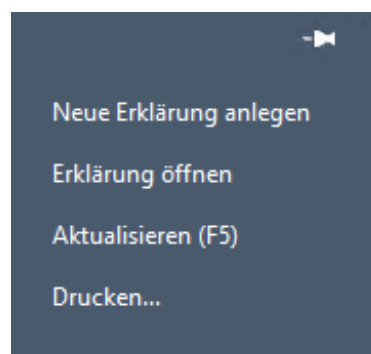 Neue Erklärung anlegen
Erklärung öffnen
Aktualisieren (F5)
Drucken...